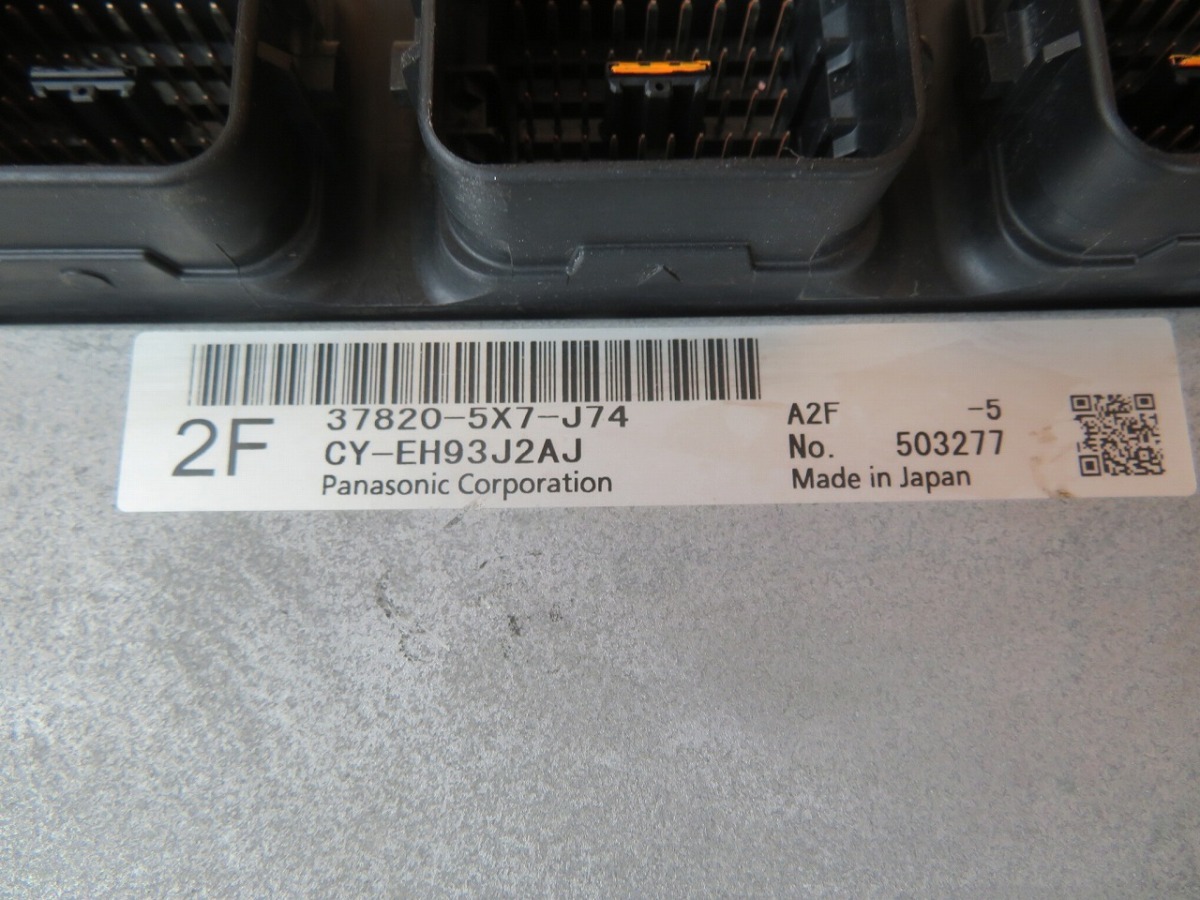 2F
37820-5X7-J74
CY-EH93J2AJ
Panasonic Corporation
A2F -5
No. 503277
Made in Japan